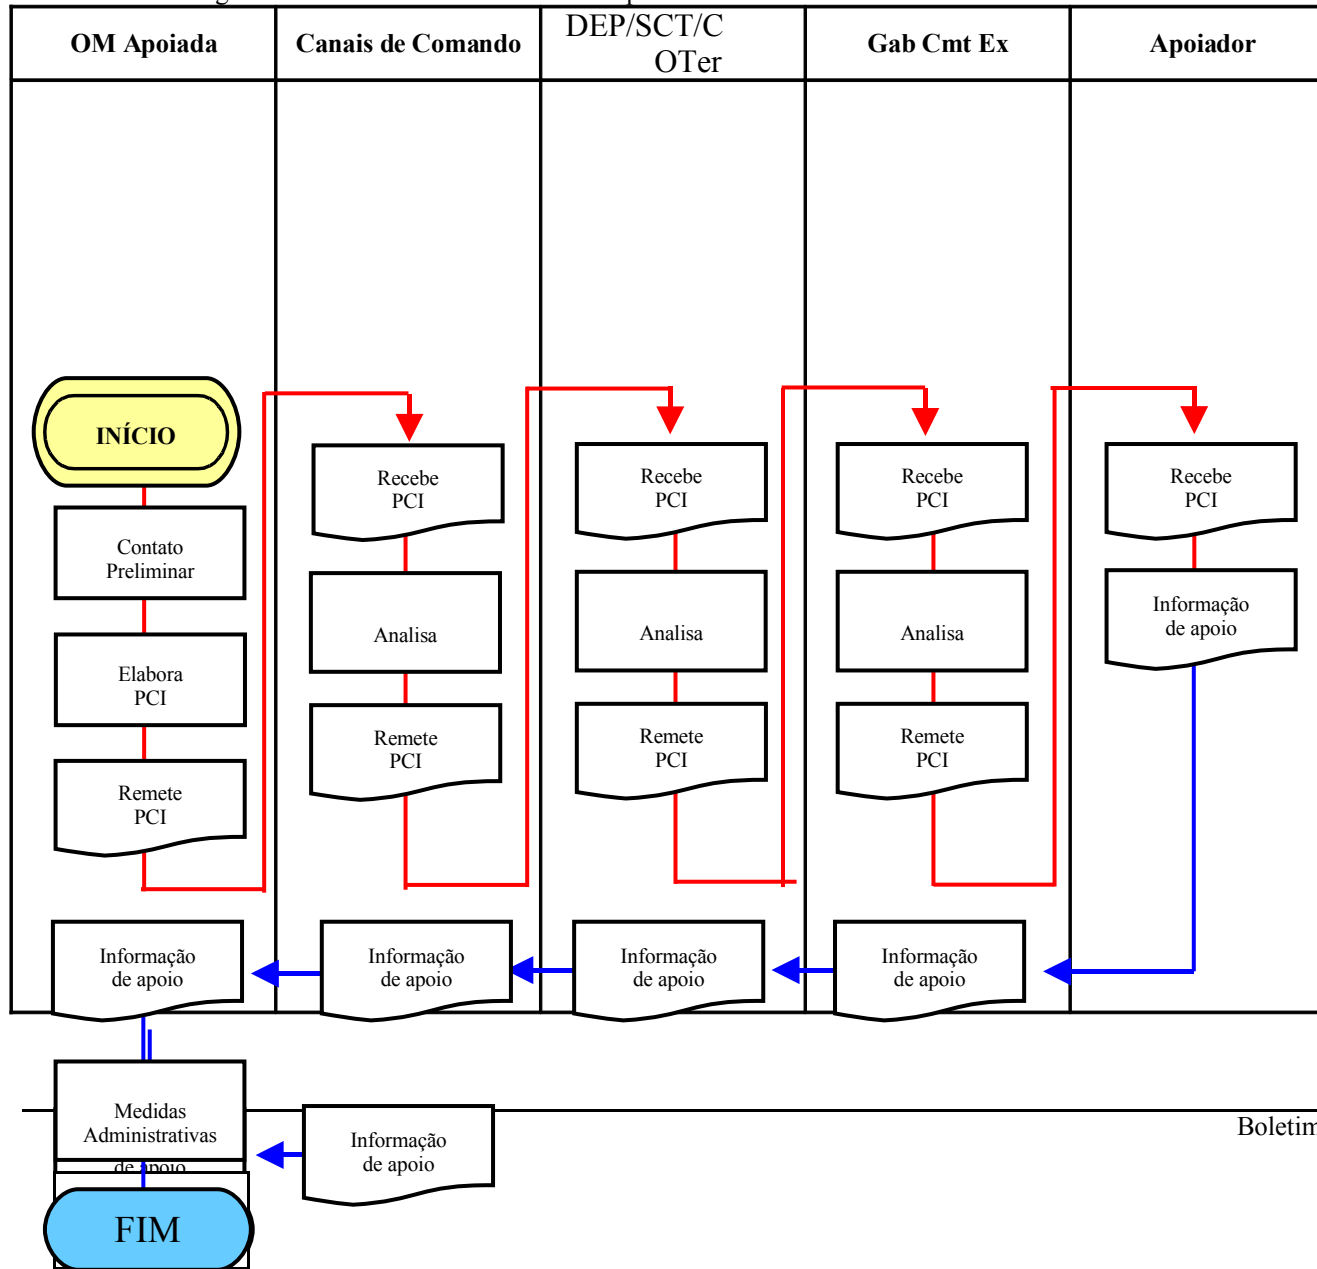 OM Apoiada
Canais de Comando
DEP/SCT/C
OTer
Gab Cmt Ex
Apoiador
INÍCIO
Contato
Preliminar
Elabora
PCI
Remete
PCI
Recebe
PCI
Analisa
Remete
PCI
Recebe
PCI
Analisa
Remete
PCI
Recebe
PCI
Analisa
Remete
PCI
Recebe
PCI
Informação
de apoio
Informação
de apoio
Informação
de apoio
Informação
de apoio
Informação
de apoio
Medidas
Administrativas
de apoio
Informação
de apoio
Boletim
FIM